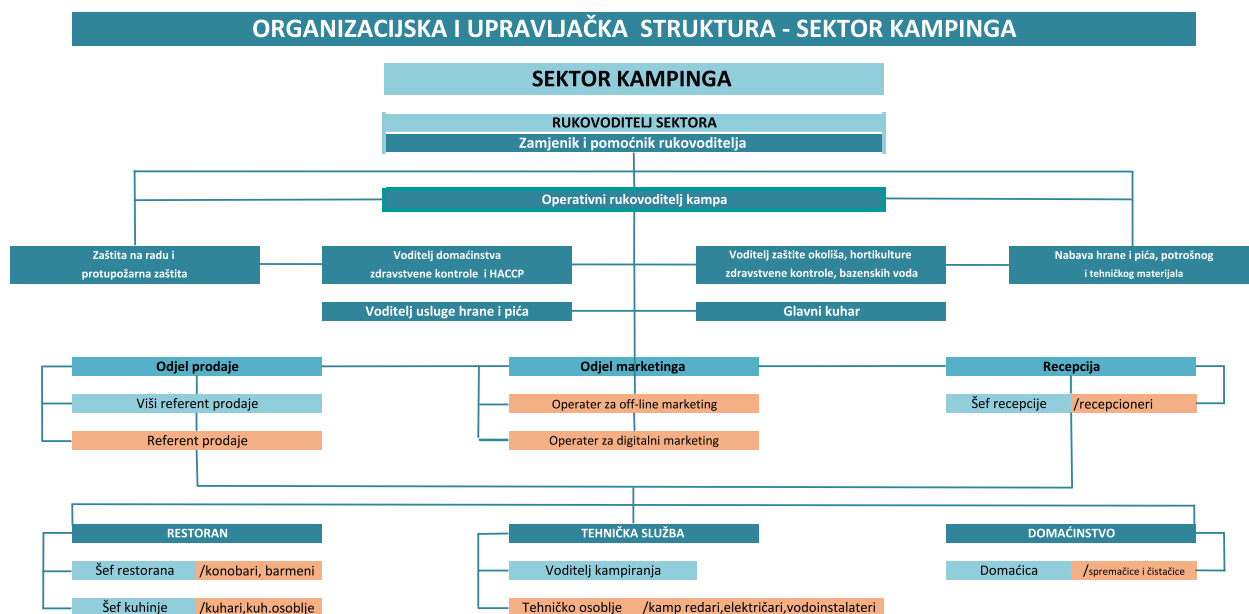 ORGANIZACIJSKA I UPRAVLJAČKA  STRUKTURA - SEKTOR KAMPINGA
SEKTOR KAMPINGA
RUKOVODITELJ SEKTORA
Zamjenik i pomoćnik rukovoditelja
Operativni rukovoditelj kampa
Zaštita na radu i
protupožarna zaštita
Voditelj domaćinstva
zdravstvene kontrole  i HACCP
Voditelj zaštite okoliša, hortikulture
zdravstvene kontrole, bazenskih voda
Nabava hrane i pića, potrošnog
i tehničkog materijala
Voditelj usluge hrane i pića
Glavni kuhar
Odjel prodaje
Odjel marketinga
Recepcija
Viši referent prodaje
Operater za off-line marketing
Šef recepcije /recepcioneri
Referent prodaje
Operater za digitalni marketing
RESTORAN
TEHNIČKA SLUŽBA
DOMAĆINSTVO
Šef restorana /konobari, barmeni
Voditelj kampiranja
Domaćica /spremačice i čistačice
Šef kuhinje /kuhari,kuh.osoblje
Tehničko osoblje /kamp redari,električari,vodoinstalateri